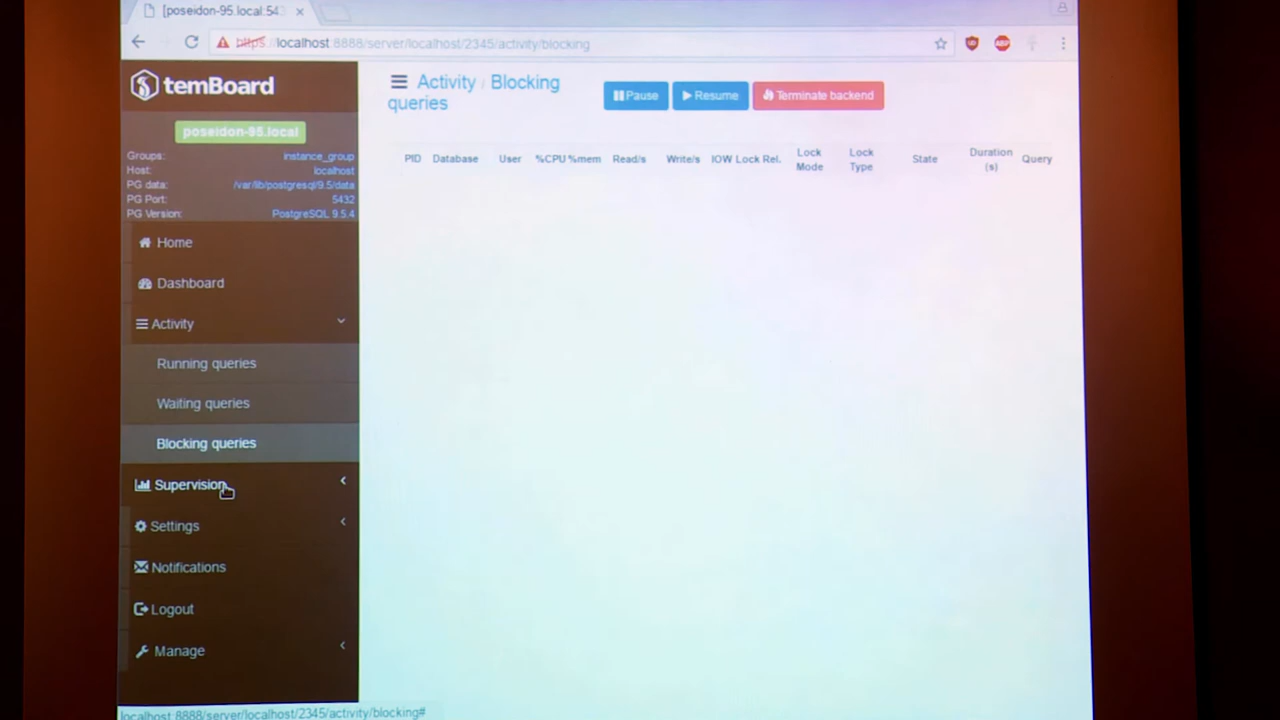 [poseidon-95.local:54
https://localhost:8888/server/localhost/2345/activity/blocking
temBoard
poseidon-95.local
Groups: instance_group
Host: localhost
PG data: /var/lib/postgresql/9.5/data
PG Port: 5432
PG Version: PostgreSQL 9.5.4
Home
Dashboard
Activity
Running queries
Waiting queries
Blocking queries
Supervision
Settings
Notifications
Logout
Manage
Activity / Blocking
queries
Pause
Resume
Terminate backend
PID Database User %CPU %mem Read/s Write/s IOW Lock Rel. Lock Mode Lock Type State Duration (s) Query
localhost:8888/server/localhost/2345/activity/blocking#